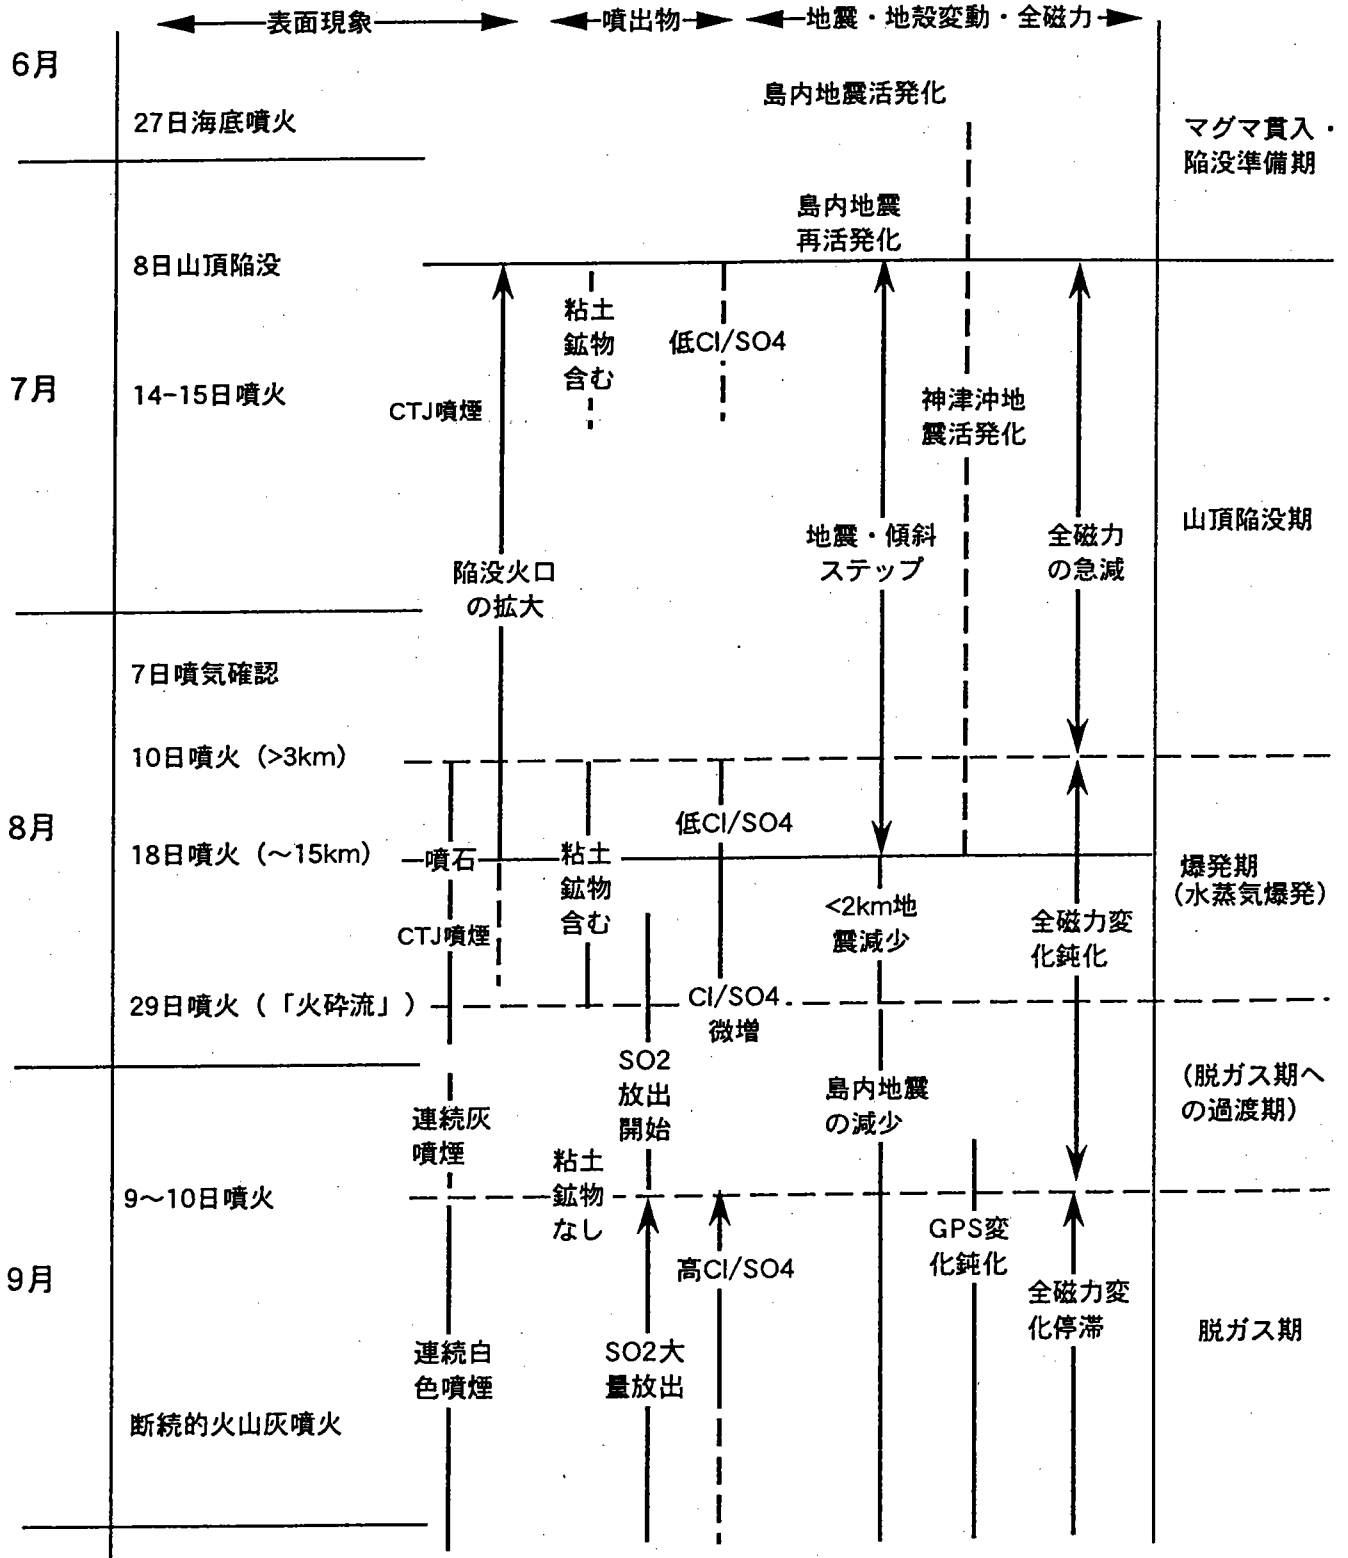 表面現象
噴出物
地震・地殻変動・全磁力
6月
島内地震活発化
27日海底噴火
マグマ貫入・
陥没準備期
島内地震
再活発化
8日山頂陥没
粘土
鉱物
含む
低Cl/SO4
7月
14-15日噴火
CTJ噴煙
神津沖地
震活発化
山頂陥没期
地震・傾斜
ステップ
全磁力
の急減
陥没火口
の拡大
7日噴気確認
10日噴火（>3km）
8月
低Cl/SO4
18日噴火（～15km）
噴石
粘土
鉱物
含む
爆発期
（水蒸気爆発）
<2km地
震減少
全磁力変
化鈍化
CTJ噴煙
29日噴火（「火砕流」）
Cl/SO4
微増
SO2
放出
開始
島内地震
の減少
（脱ガス期へ
の過渡期）
連続灰
噴煙
粘土
鉱物
なし
9～10日噴火
GPS変
化鈍化
9月
高Cl/SO4
全磁力変
化停滞
脱ガス期
連続白
色噴煙
SO2大
量放出
断続的火山灰噴火